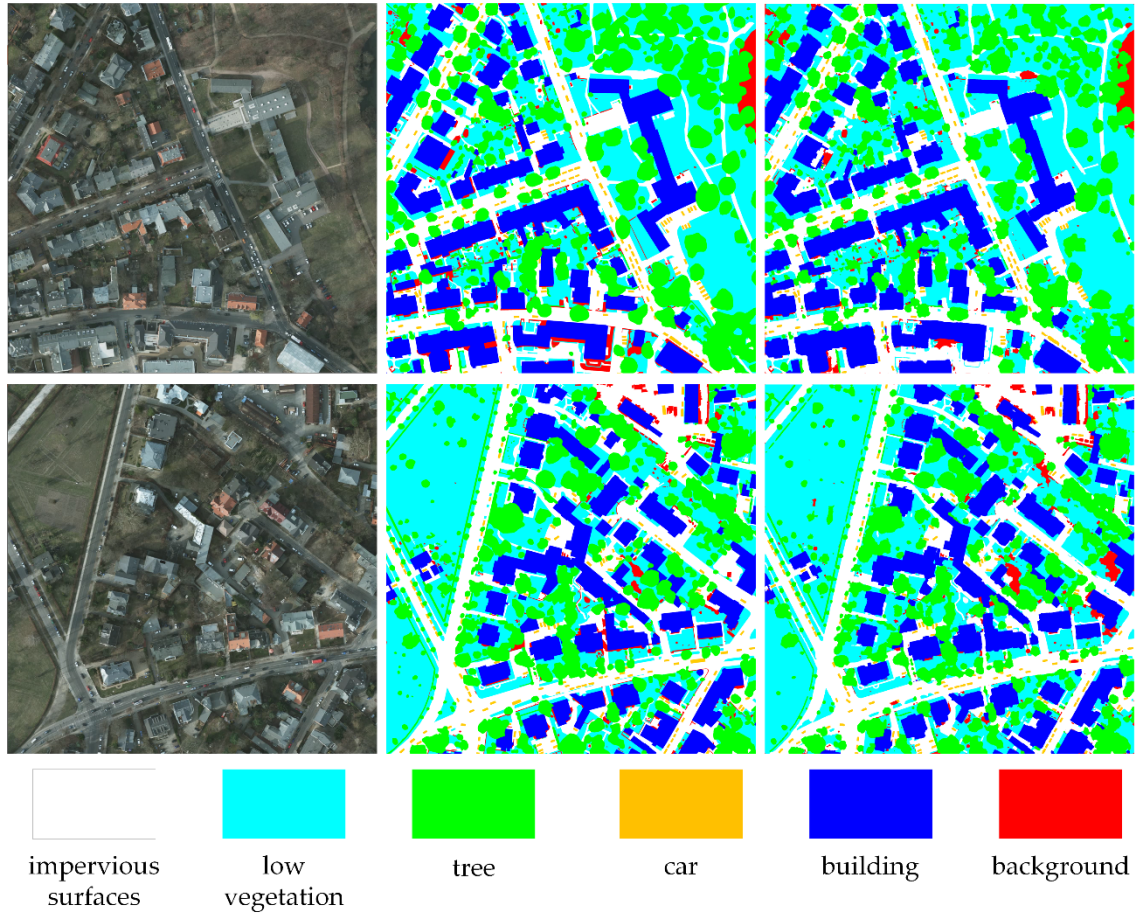 impervious
surfaces
low
vegetation
tree
car
building
background